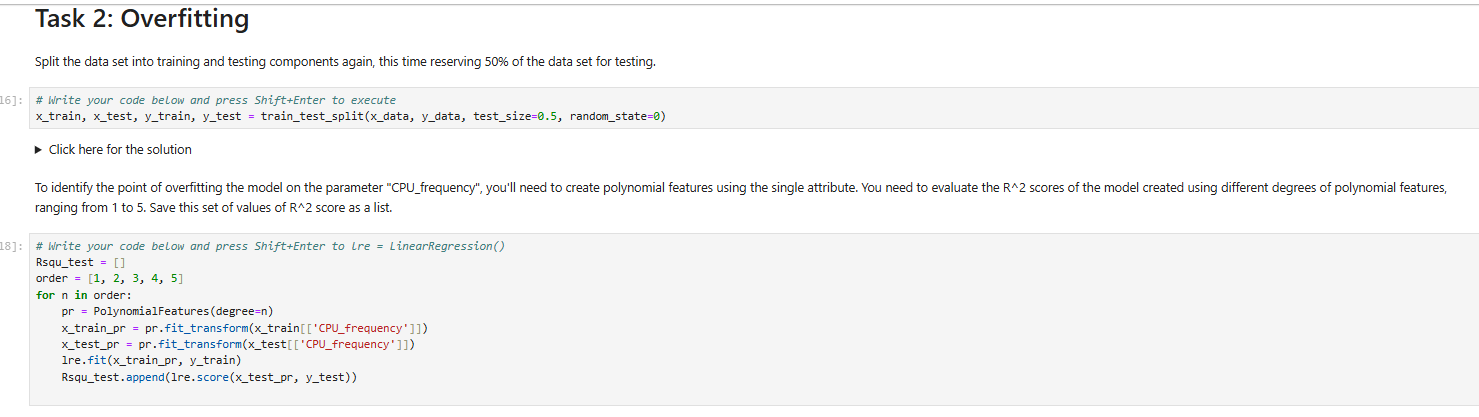 Task 2: Overfitting
Split the data set into training and testing components again, this time reserving 50% of the data set for testing.
16]:
# Write your code below and press Shift+Enter to execute
x_train, x_test, y_train, y_test = train_test_split(x_data, y_data, test_size=0.5, random_state=0)
Click here for the solution
To identify the point of overfitting the model on the parameter "CPU_frequency", you'll need to create polynomial features using the single attribute. You need to evaluate the R^2 scores of the model created using different degrees of polynomial features,
ranging from 1 to 5. Save this set of values of R^2 score as a list.
18]:
# Write your code below and press Shift+Enter to lre = LinearRegression()
Rsqu_test = []
order = [1, 2, 3, 4, 5]
for n in order:
    pr = PolynomialFeatures(degree=n)
    x_train_pr = pr.fit_transform(x_train[['CPU_frequency']])
    x_test_pr = pr.fit_transform(x_test[['CPU_frequency']])
    lre.fit(x_train_pr, y_train)
    Rsqu_test.append(lre.score(x_test_pr, y_test))